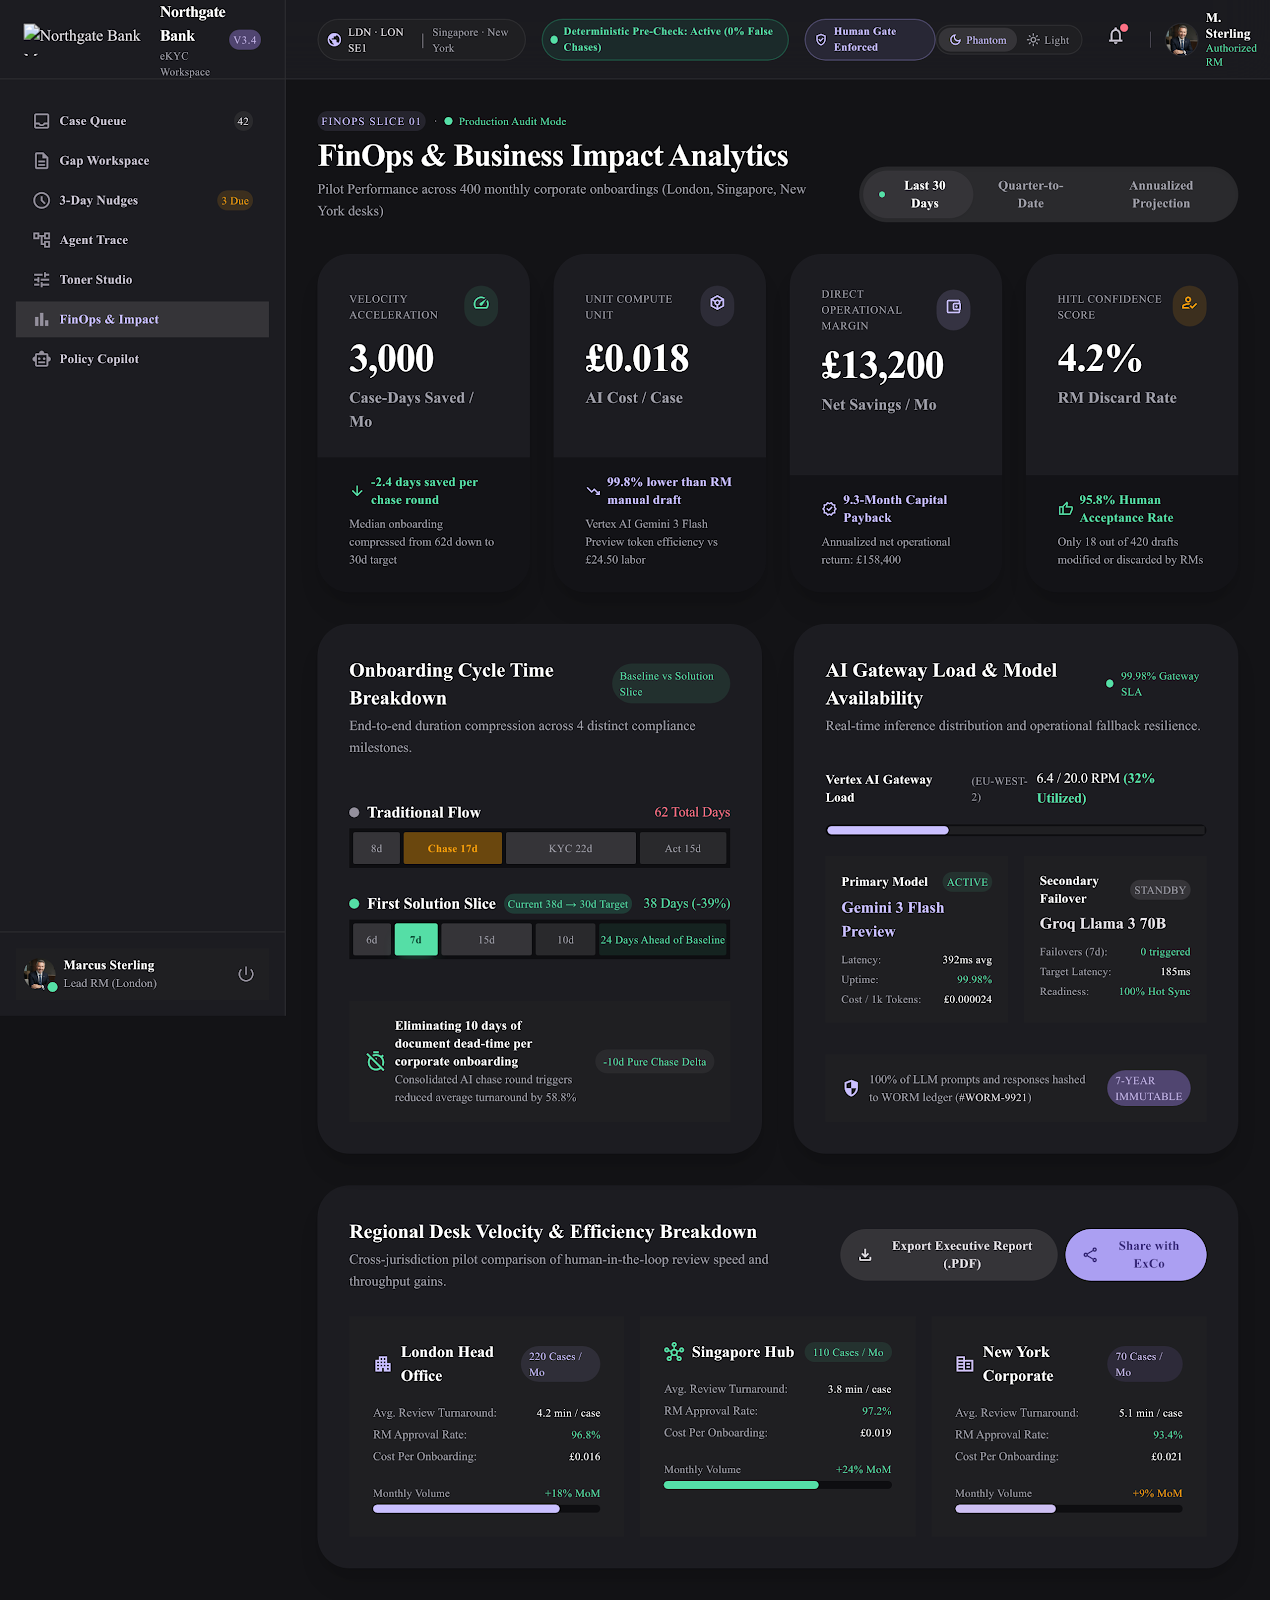 Northgate Bank
Northgate
Bank
V3.4
eKYC
Workspace
LDN · LON
SE1
Singapore · New
York
Deterministic Pre-Check: Active (0% False
Chases)
Human Gate
Enforced
Phantom
Light
M.
Sterling
Authorized
RM
Case Queue
42
Gap Workspace
3-Day Nudges
3 Due
Agent Trace
Toner Studio
FinOps & Impact
Policy Copilot
Marcus Sterling
Lead RM (London)
FINOPS SLICE 01
· Production Audit Mode
FinOps & Business Impact Analytics
Pilot Performance across 400 monthly corporate onboardings (London, Singapore, New
York desks)
Last 30
Days
Quarter-to-
Date
Annualized
Projection
VELOCITY
ACCELERATION
3,000
Case-Days Saved /
Mo
-2.4 days saved per
chase round
Median onboarding
compressed from 62d down to
30d target
UNIT COMPUTE
UNIT
£0.018
AI Cost / Case
99.8% lower than RM
manual draft
Vertex AI Gemini 3 Flash
Preview token efficiency vs
£24.50 labor
DIRECT
OPERATIONAL
MARGIN
£13,200
Net Savings / Mo
9.3-Month Capital
Payback
Annualized net operational
return: £158,400
HITL CONFIDENCE
SCORE
4.2%
RM Discard Rate
95.8% Human
Acceptance Rate
Only 18 out of 420 drafts
modified or discarded by RMs
Onboarding Cycle Time
Breakdown
Baseline vs Solution
Slice
End-to-end duration compression across 4 distinct compliance
milestones.
Traditional Flow
62 Total Days
8d
Chase 17d
KYC 22d
Act 15d
First Solution Slice
Current 38d → 30d Target
38 Days (-39%)
6d
7d
15d
10d
24 Days Ahead of Baseline
Eliminating 10 days of
document dead-time per
corporate onboarding
Consolidated AI chase round triggers
reduced average turnaround by 58.8%
-10d Pure Chase Delta
AI Gateway Load & Model
Availability
99.98% Gateway
SLA
Real-time inference distribution and operational fallback resilience.
Vertex AI Gateway
Load
(EU-WEST-
2)
6.4 / 20.0 RPM (32%
Utilized)
Primary Model
ACTIVE
Gemini 3 Flash
Preview
Latency:
392ms avg
Uptime:
99.98%
Cost / 1k Tokens:
£0.000024
Secondary
Failover
STANDBY
Groq Llama 3 70B
Failovers (7d):
0 triggered
Target Latency:
185ms
Readiness:
100% Hot Sync
100% of LLM prompts and responses hashed
to WORM ledger (#WORM-9921)
7-YEAR
IMMUTABLE
Regional Desk Velocity & Efficiency Breakdown
Cross-jurisdiction pilot comparison of human-in-the-loop review speed and
throughput gains.
Export Executive Report
(.PDF)
Share with
ExCo
London Head
Office
220 Cases /
Mo
Avg. Review Turnaround:
4.2 min / case
RM Approval Rate:
96.8%
Cost Per Onboarding:
£0.016
Monthly Volume
+18% MoM
Singapore Hub
110 Cases / Mo
Avg. Review Turnaround:
3.8 min / case
RM Approval Rate:
97.2%
Cost Per Onboarding:
£0.019
Monthly Volume
+24% MoM
New York
Corporate
70 Cases /
Mo
Avg. Review Turnaround:
5.1 min / case
RM Approval Rate:
93.4%
Cost Per Onboarding:
£0.021
Monthly Volume
+9% MoM